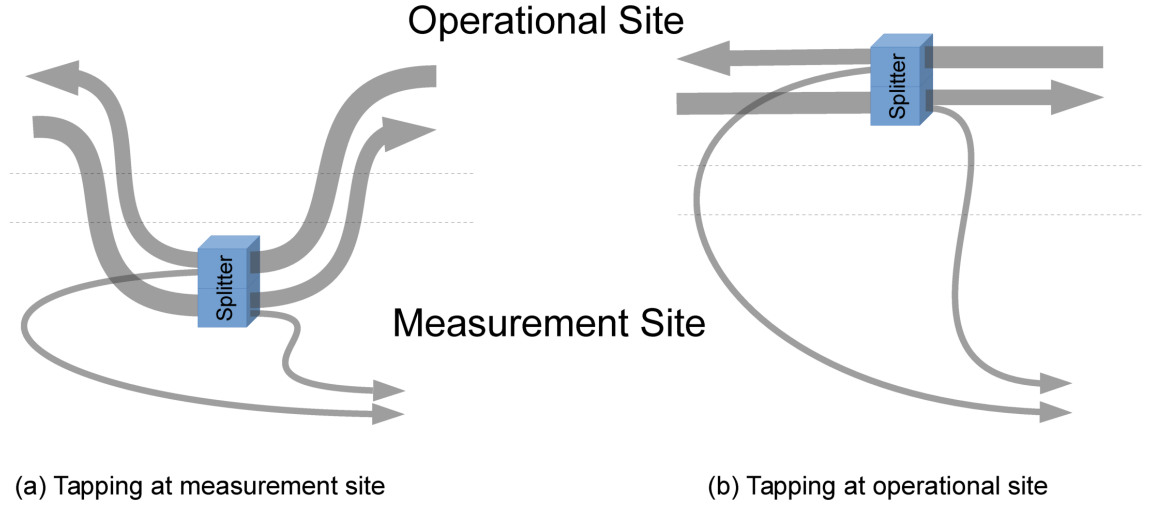 Operational Site
Splitter
Splitter
Measurement Site
(a) Tapping at measurement site
(b) Tapping at operational site